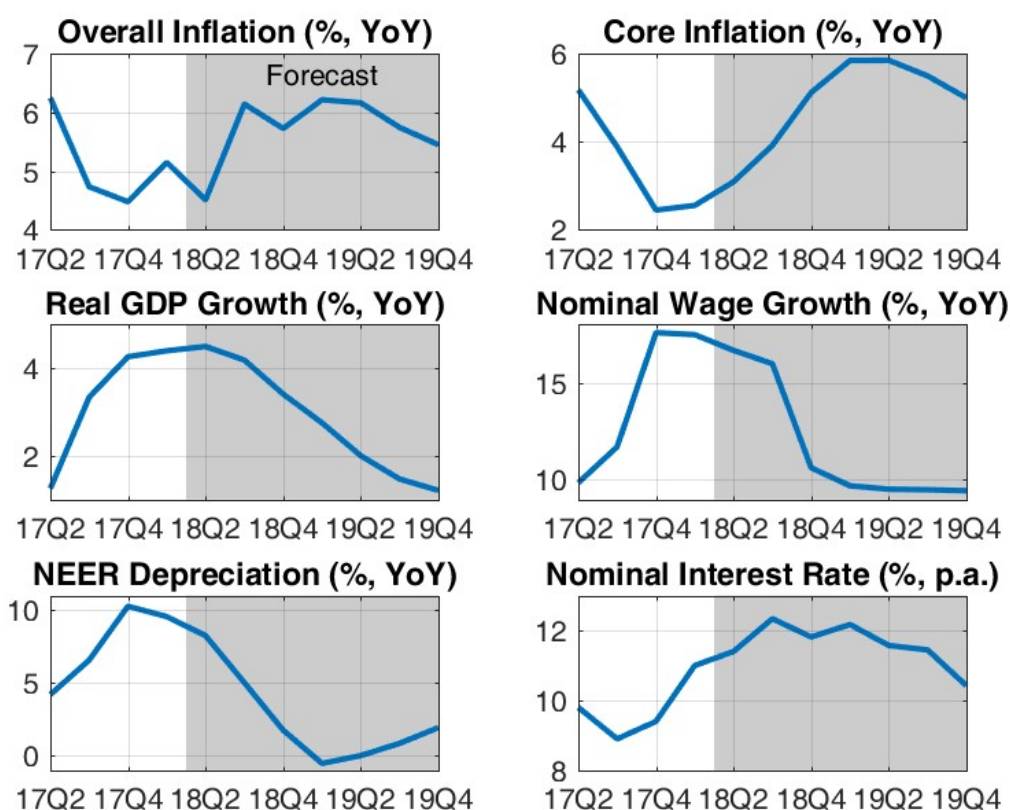 Overall Inflation (%, YoY)
7
6
5
4
Forecast
17Q2 17Q4 18Q2 18Q4 19Q2 19Q4
Core Inflation (%, YoY)
6
4
2
17Q2 17Q4 18Q2 18Q4 19Q2 19Q4
Real GDP Growth (%, YoY)
4
2
17Q2 17Q4 18Q2 18Q4 19Q2 19Q4
Nominal Wage Growth (%, YoY)
15
10
17Q2 17Q4 18Q2 18Q4 19Q2 19Q4
NEER Depreciation (%, YoY)
10
5
0
17Q2 17Q4 18Q2 18Q4 19Q2 19Q4
Nominal Interest Rate (%, p.a.)
12
10
8
17Q2 17Q4 18Q2 18Q4 19Q2 19Q4